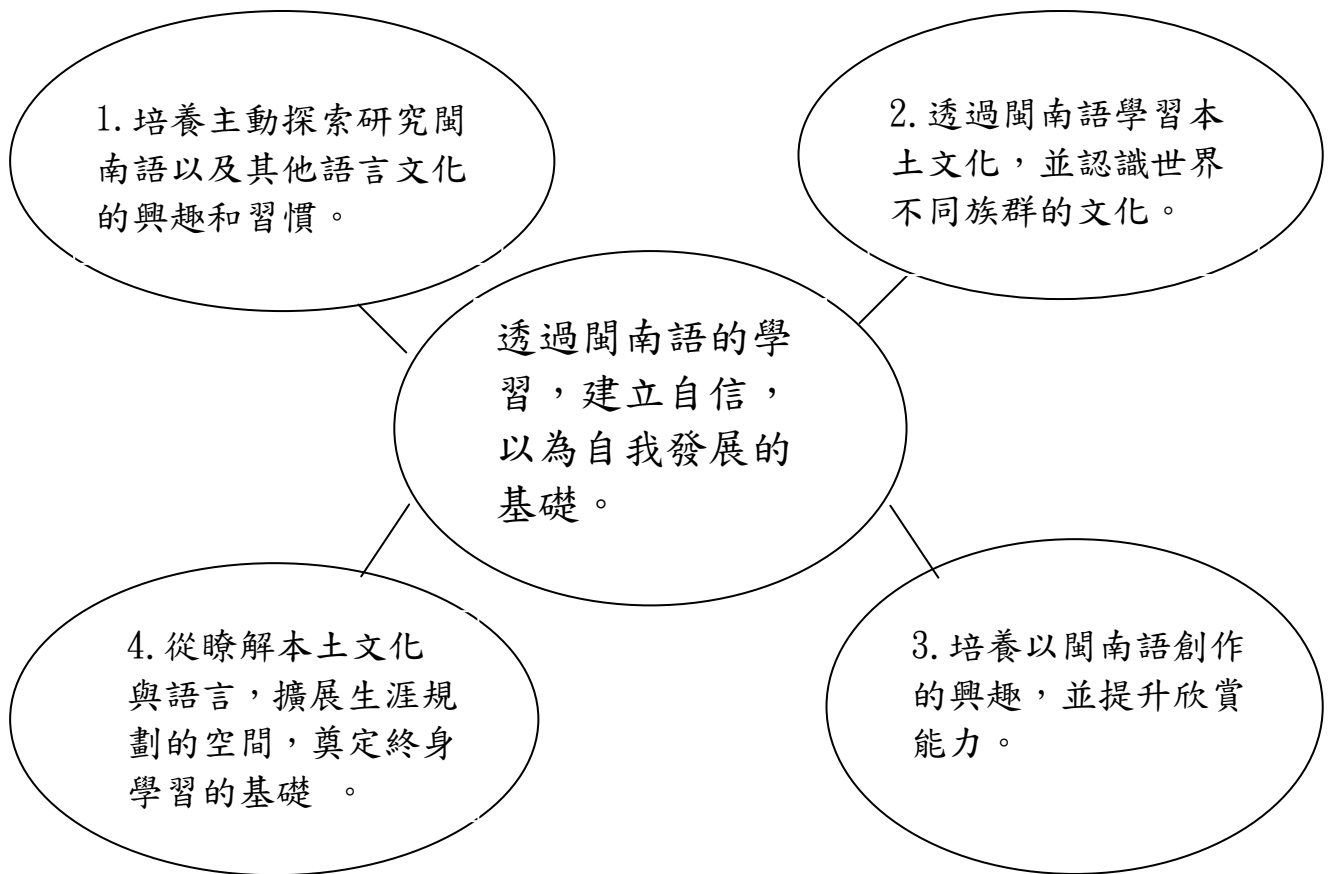 1.培養主動探索研究閩
南語以及其他語言文化
的興趣和習慣。
2.透過閩南語學習本
土文化，並認識世界
不同族群的文化。
透過閩南語的學
習，建立自信，
以為自我發展的
基礎。
4.從瞭解本土文化
與語言，擴展生涯規
劃的空間，奠定終身
學習的基礎 。
3.培養以閩南語創作
的興趣，並提升欣賞
能力。